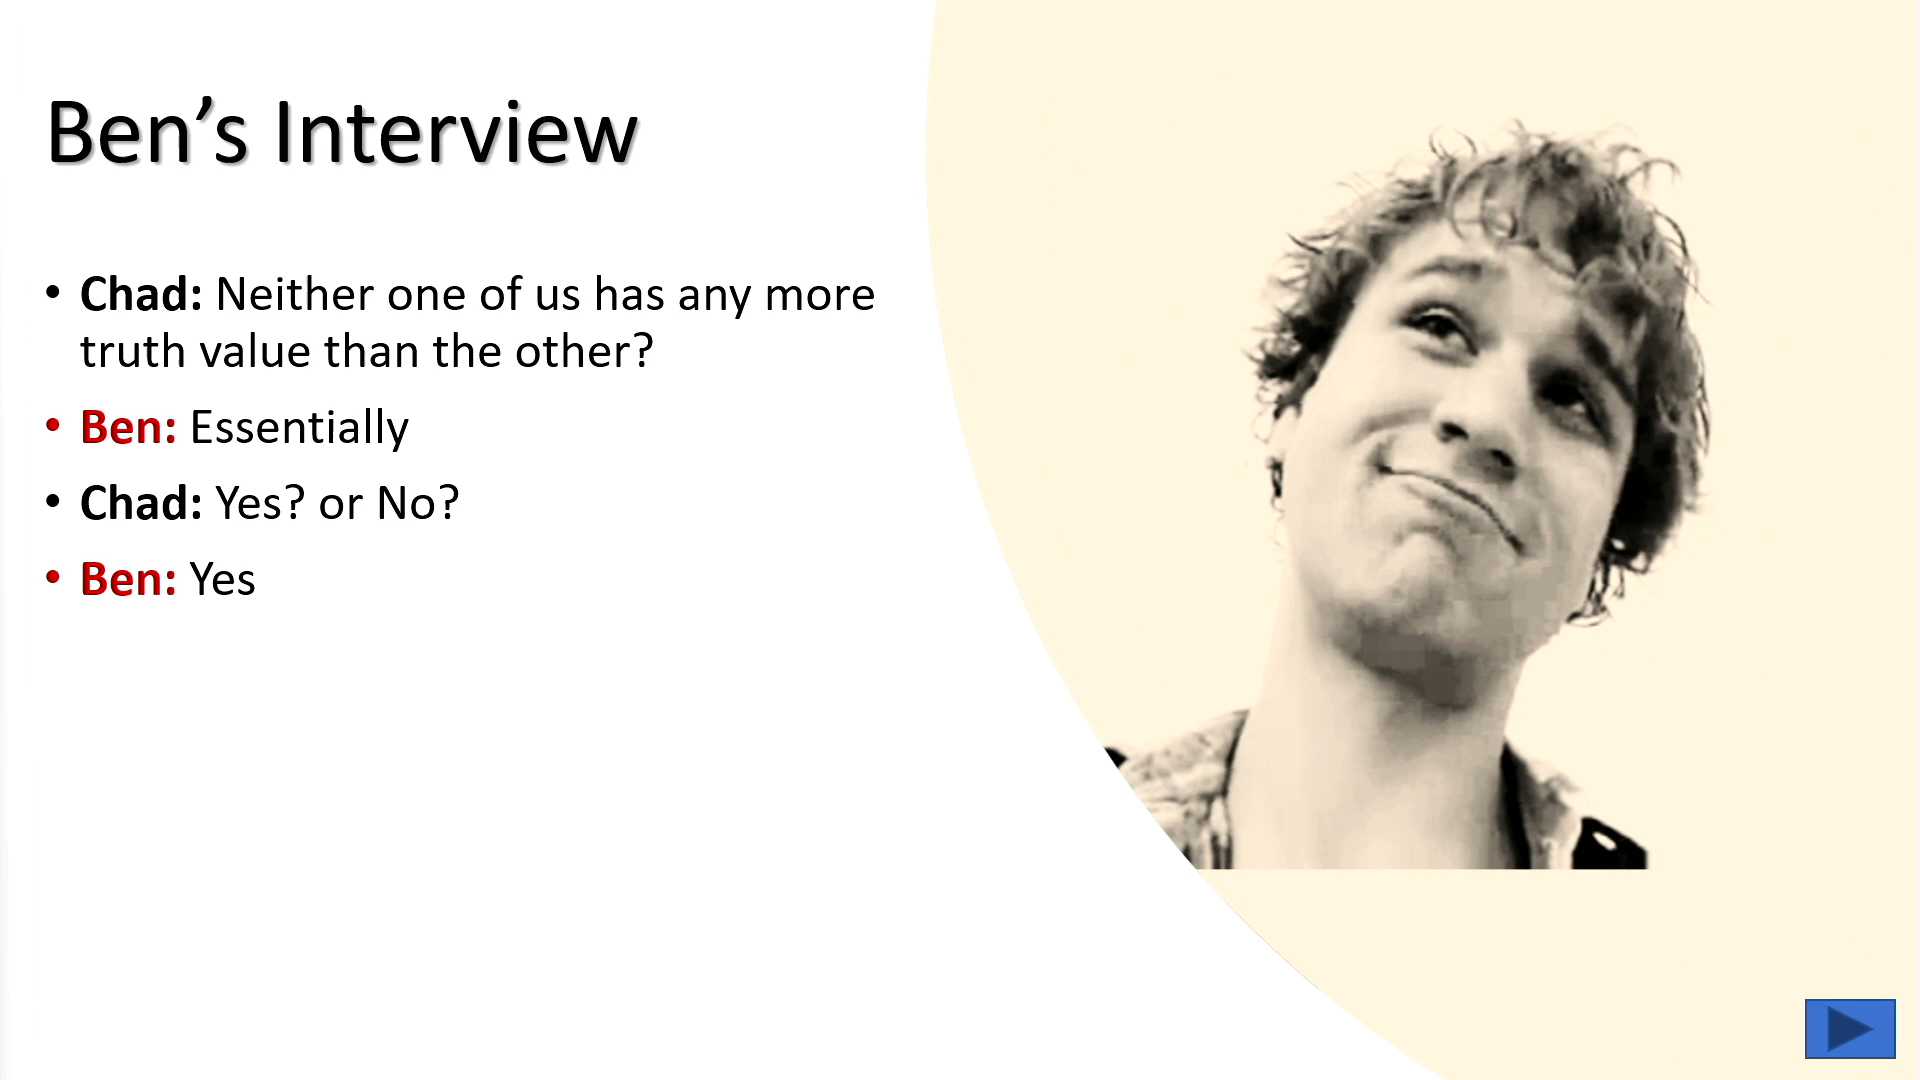 Ben’s Interview
• Chad: Neither one of us has any more
truth value than the other?
• Ben: Essentially
• Chad: Yes? or No?
• Ben: Yes